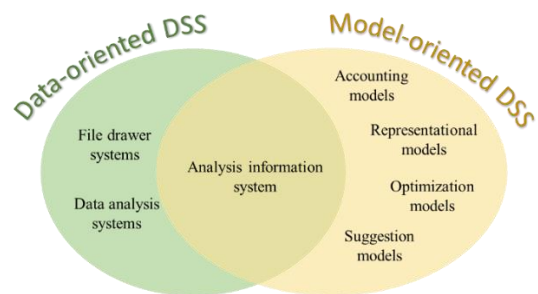 Data-oriented DSS
Model-oriented DSS
File drawer
systems
Data analysis
systems
Analysis information
system
Accounting
models
Representational
models
Optimization
models
Suggestion
models